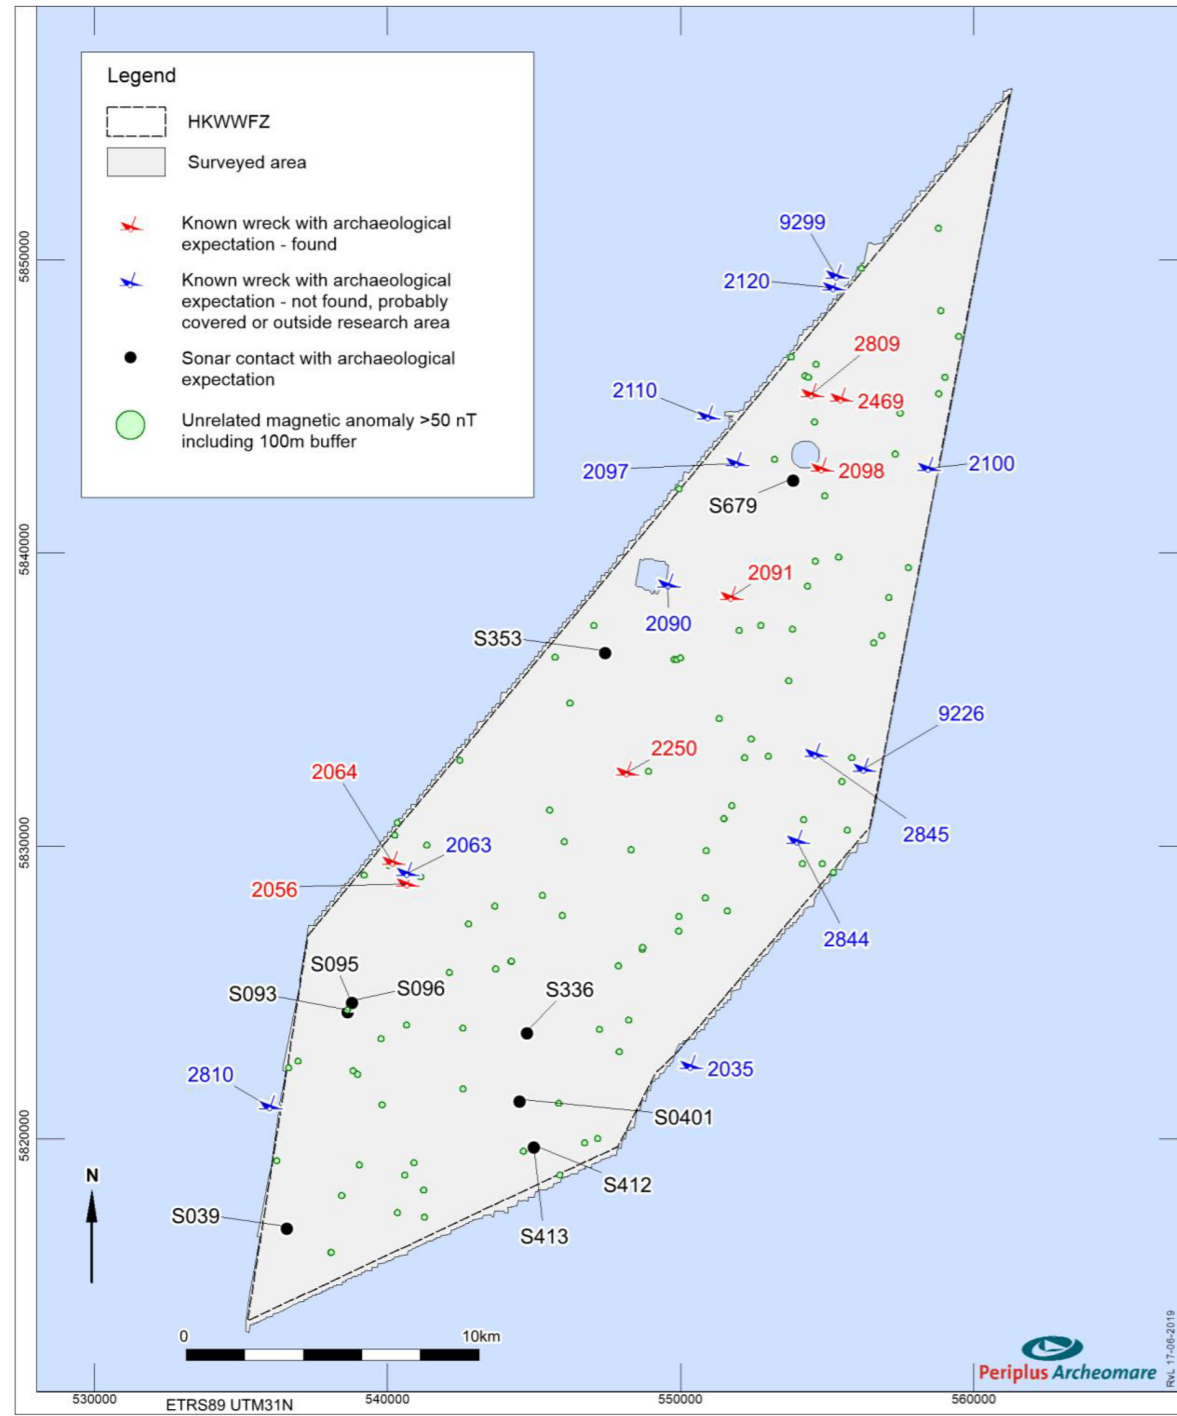 Legend
HKWWFZ
Surveyed area
Known wreck with archaeological
expectation - found
Known wreck with archaeological
expectation - not found, probably
covered or outside research area
Sonar contact with archaeological
expectation
Unrelated magnetic anomaly >50 nT
including 100m buffer
5850000
5840000
5830000
5820000
9299
2120
2809
2469
2110
2097
2098
2100
S679
2091
2090
S353
9226
2250
2064
2845
2063
2056
2844
S095
S096
S336
S093
2810
2035
S0401
S412
S039
S413
N
0
10km
Periplus Archeomare
RvL 17-06-2019
530000
540000
550000
560000
ETRS89 UTM31N